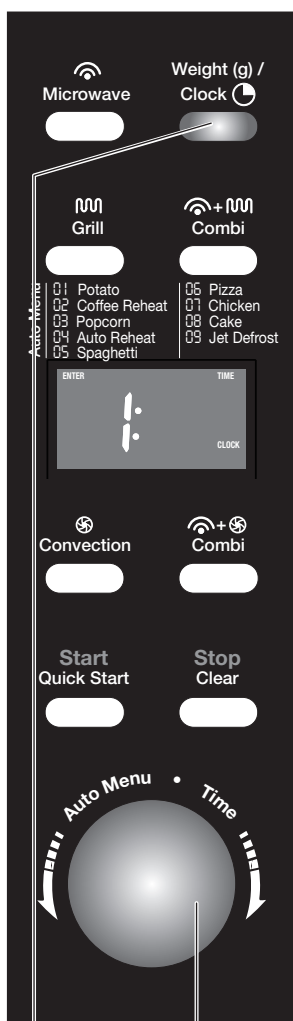 Microwave
Weight (g) /
Clock
Grill
+
Combi
Auto Menu
01 Potato
02 Coffee Reheat
03 Popcorn
04 Auto Reheat
05 Spaghetti
06 Pizza
07 Chicken
08 Cake
09 Jet Defrost
ENTER
TIME
1:
CLOCK
Convection
+
Combi
Start
Quick Start
Stop
Clear
Auto Menu • Time